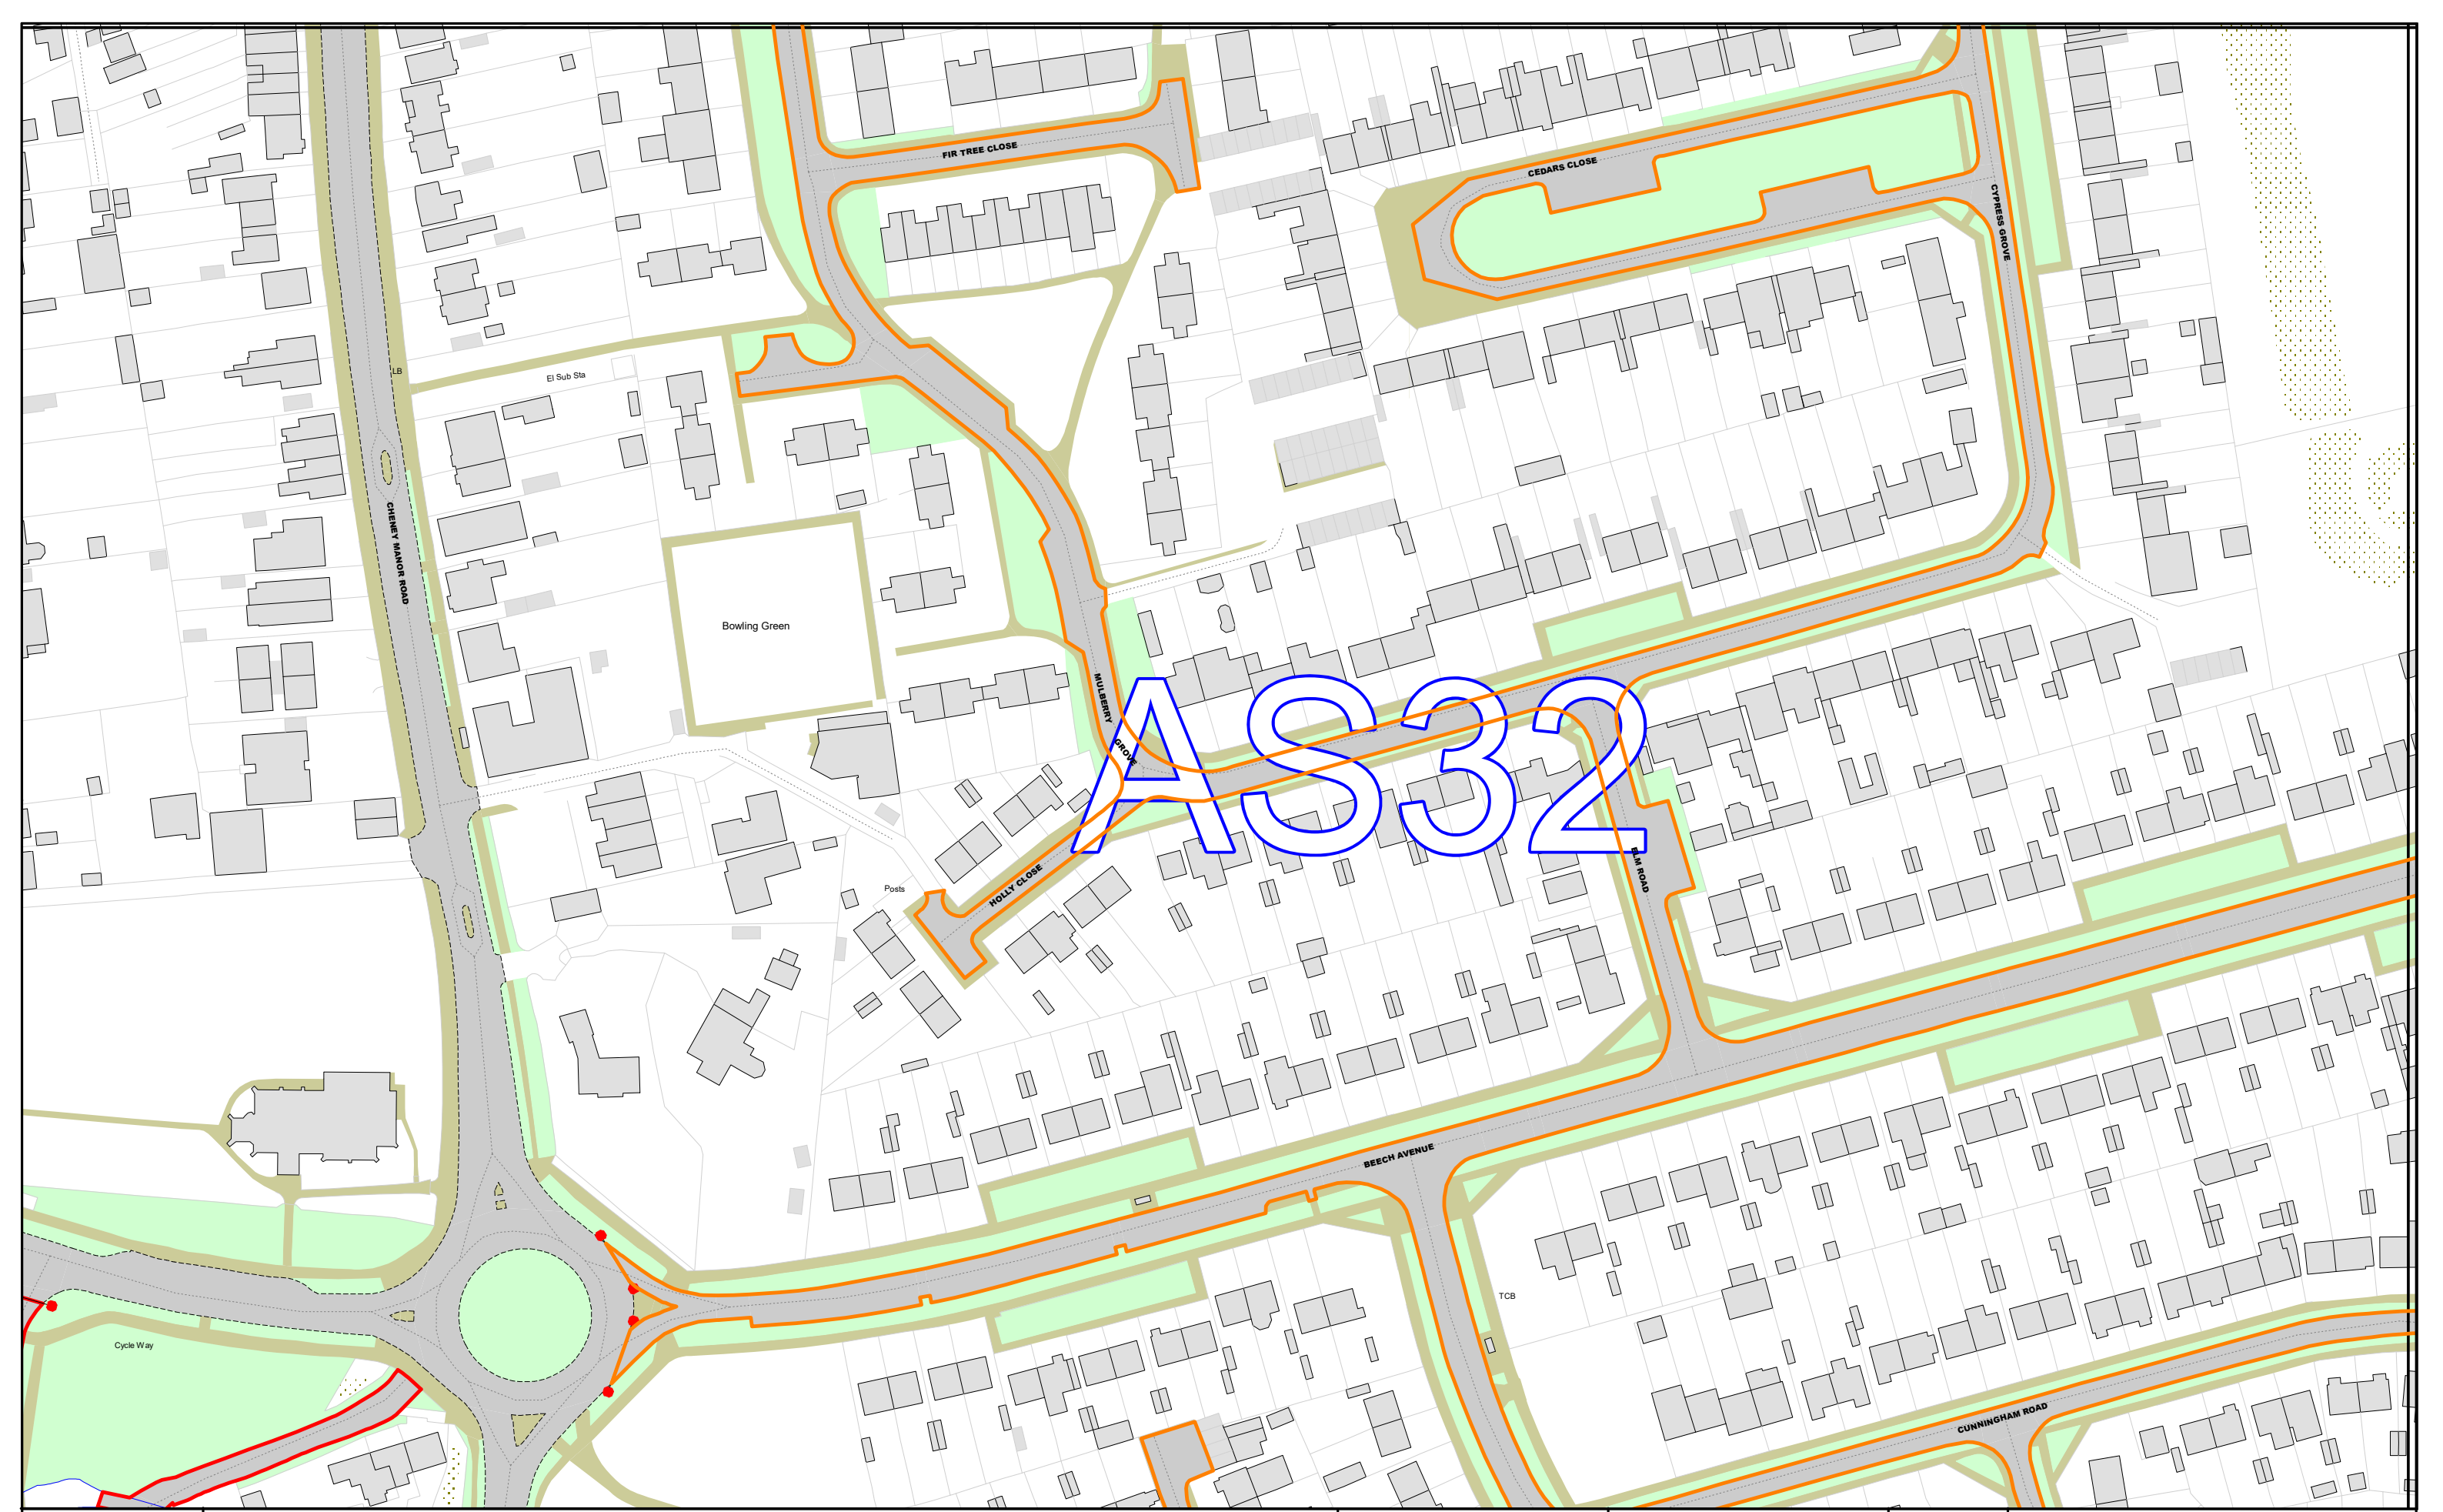 FIR TREE CLOSE
CEDARS CLOSE
CYPRESS GROVE
LB
El Sub Sta
CHENEY MANOR ROAD
Bowling Green
MULBERRY GROVE
AS32
ELM ROAD
HOLLY CLOSE
Posts
BEECH AVENUE
TCB
Cycle Way
CUNNINGHAM ROAD